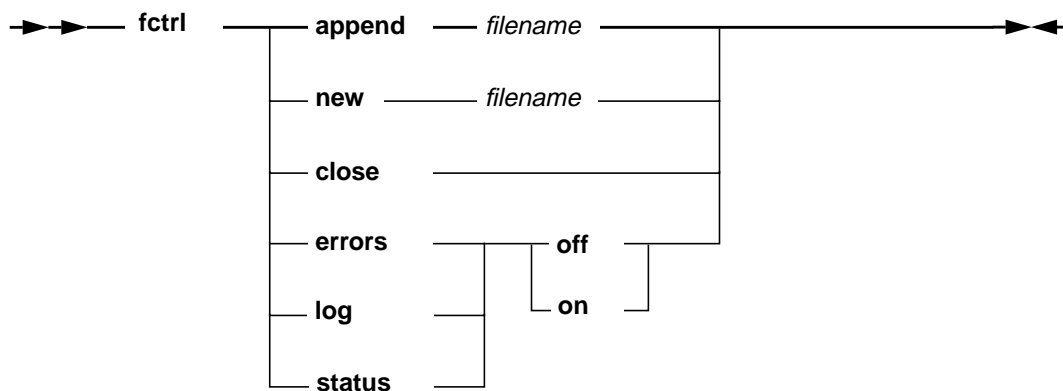 fctrl append filename
new filename
close
errors off
log on
status